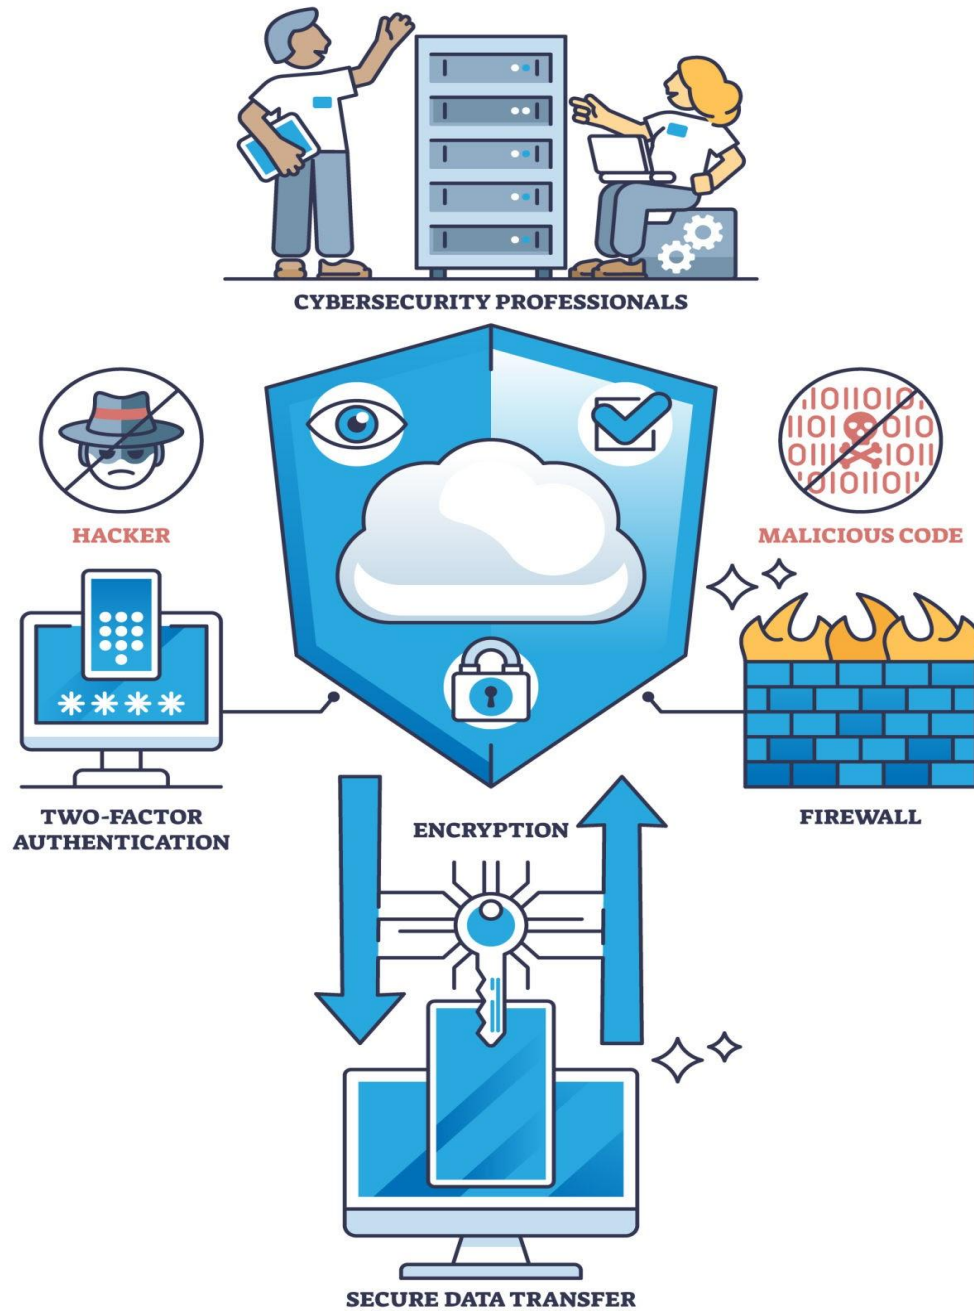 CYBERSECURITY PROFESSIONALS
HACKER
MALICIOUS CODE
TWO-FACTOR
AUTHENTICATION
ENCRYPTION
FIREWALL
SECURE DATA TRANSFER